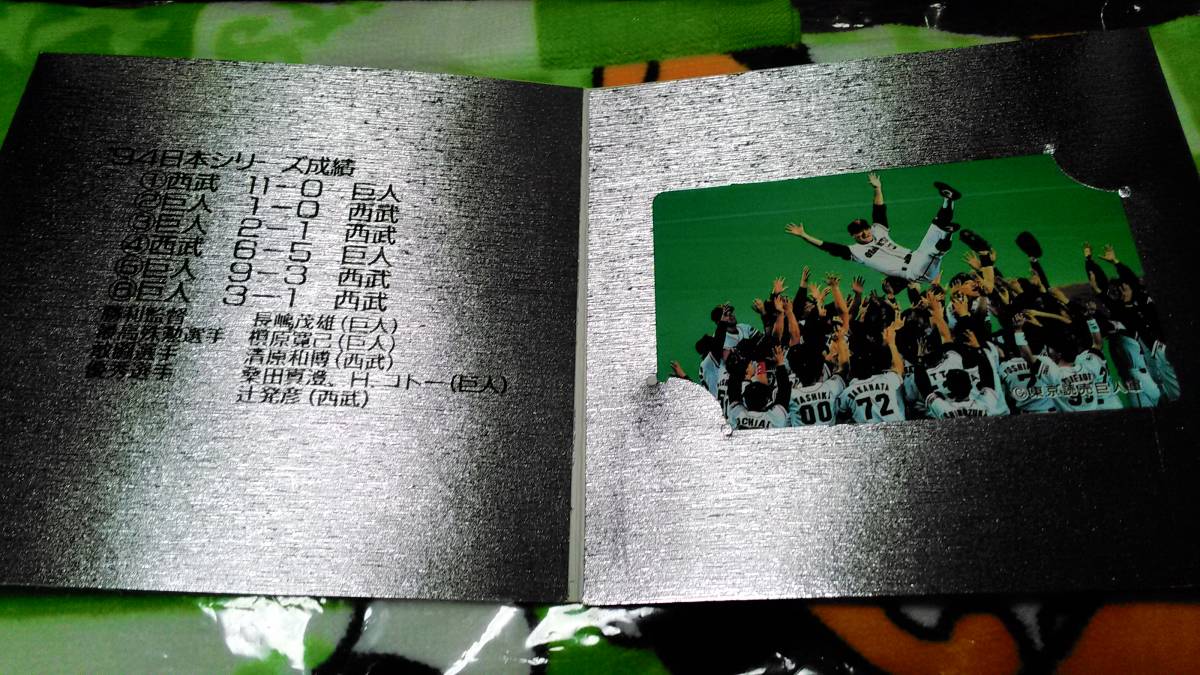 '94日本シリーズ成績
①西武 11-0 巨人
②巨人 1-0 西武
③巨人 2-1 西武
④西武 6-5 巨人
⑤巨人 9-3 西武
⑥巨人 3-1 西武
勝利監督 長嶋茂雄(巨人)
最高殊勲選手 槙原寛己(巨人)
敢闘選手 清原和博(西武)
優秀選手 桑田真澄、H.コトー(巨人)
辻発彦(西武)
©東京読売巨人軍
YASHIKI
00
NAKAHATA
72
OCHIAI